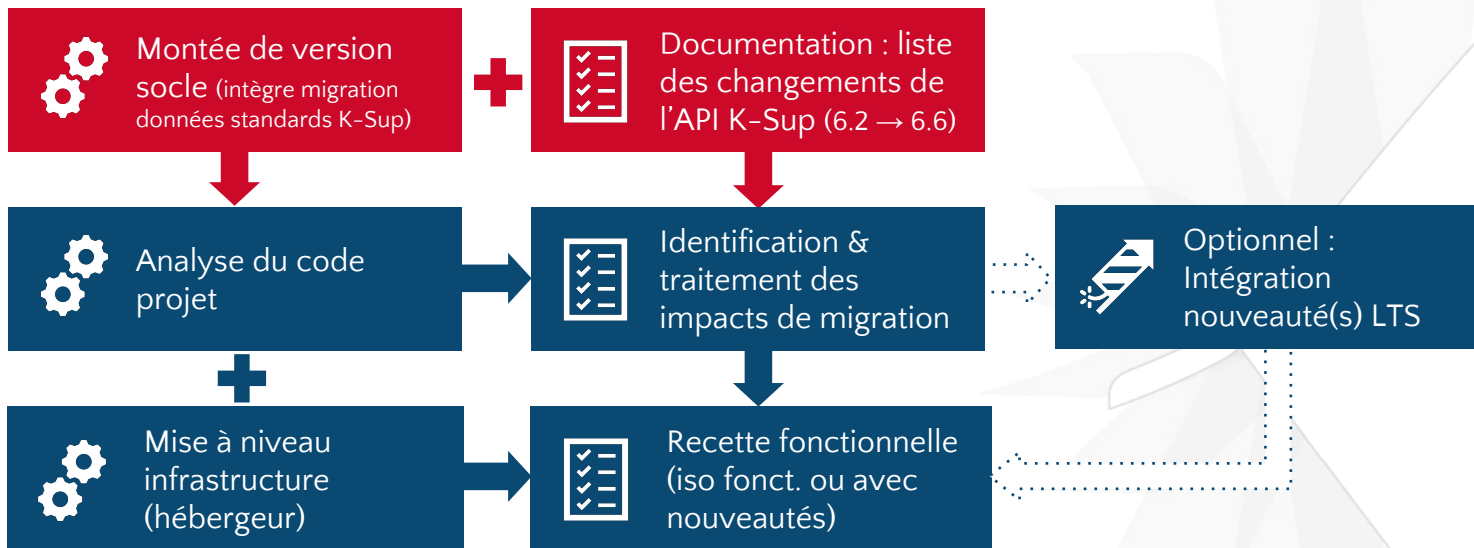 Montée de version
socle (intègre migration
données standards K-Sup)
Documentation : liste
des changements de
l'API K-Sup (6.2 → 6.6)
Analyse du code
projet
Identification &
traitement des
impacts de migration
Optionnel :
Intégration
nouveauté(s) LTS
Mise à niveau
infrastructure
(hébergeur)
Recette fonctionnelle
(iso fonct. ou avec
nouveautés)